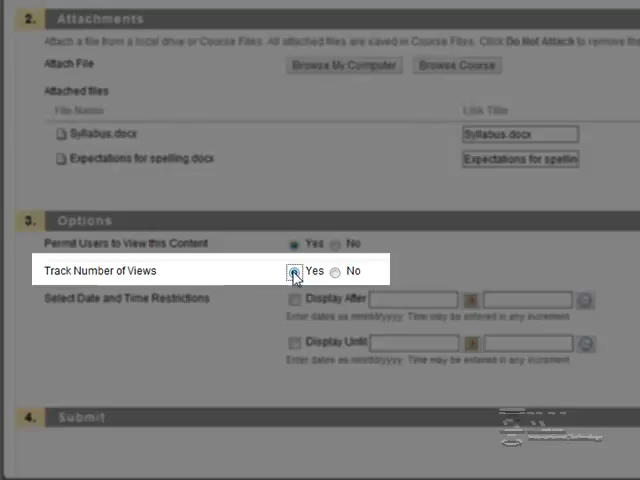 2. Attachments
Attach a file from a local drive or Course Files. All attached files are saved in Course Files. Click Do Not Attach to remove the
Attach File Browse My Computer Browse Course
Attached files
File Name Link Title
Syllabus.docx Syllabus.docx
Expectations for spelling.docx Expectations for spellin
3. Options
Permit Users to View this Content Yes No
Track Number of Views Yes No
Select Date and Time Restrictions Display After
Enter dates as mm/dd/yyyy. Time may be entered in any increment
Display Until
Enter dates as mm/dd/yyyy. Time may be entered in any increment
4. Submit